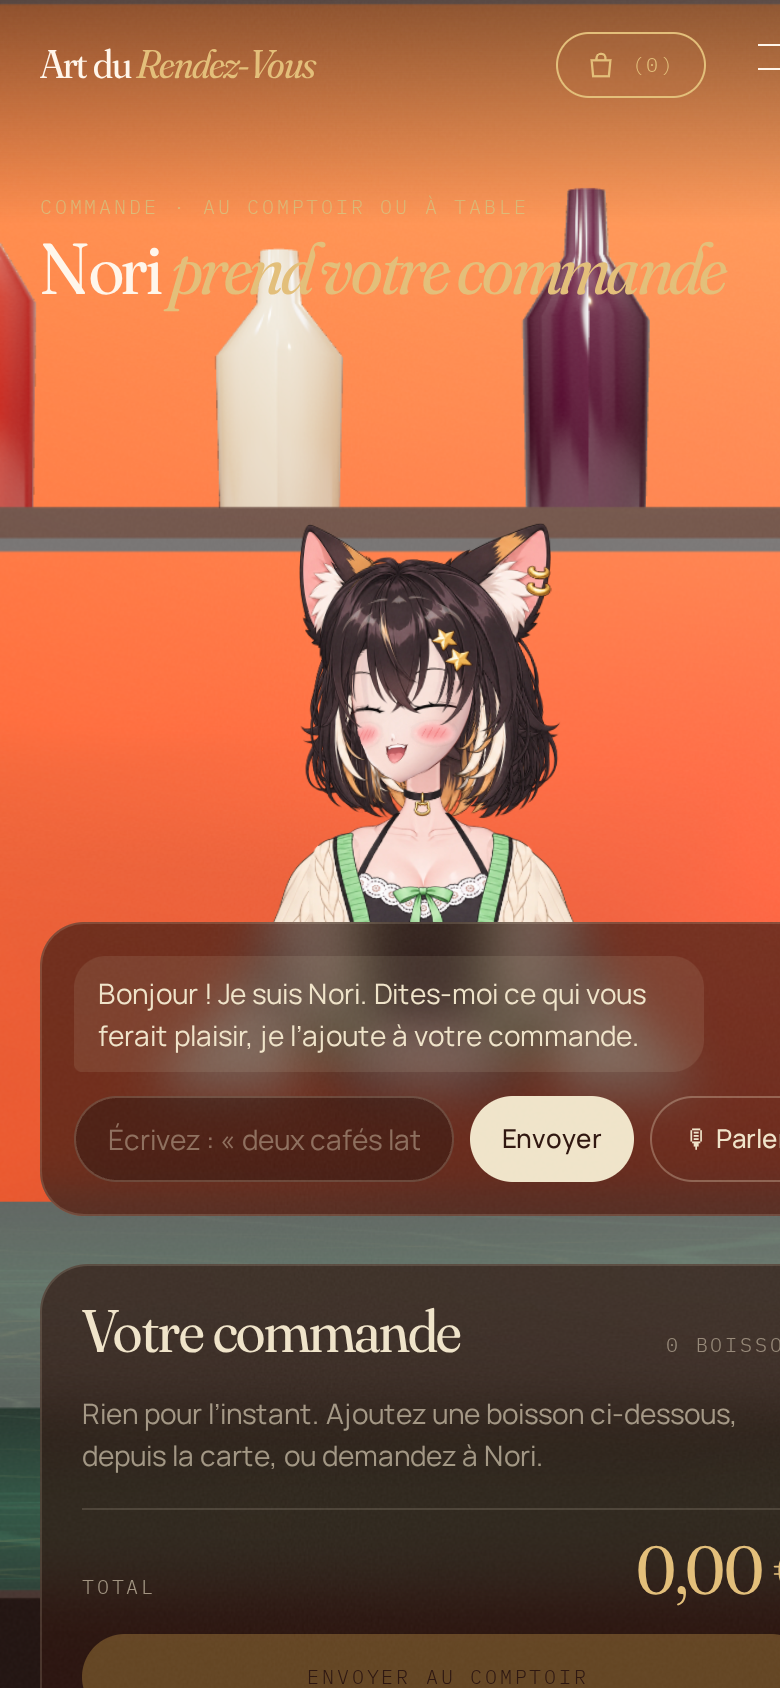 Art du Rendez-Vous
(0)
COMMANDE · AU COMPTOIR OU À TABLE
Nori prend votre commande
Bonjour ! Je suis Nori. Dites-moi ce qui vous
ferait plaisir, je l’ajoute à votre commande.
Écrivez : « deux cafés lat
Envoyer
Parle
Votre commande
0 BOISSO
Rien pour l’instant. Ajoutez une boisson ci-dessous,
depuis la carte, ou demandez à Nori.
TOTAL
0,00 €
ENVOYER AU COMPTOIR